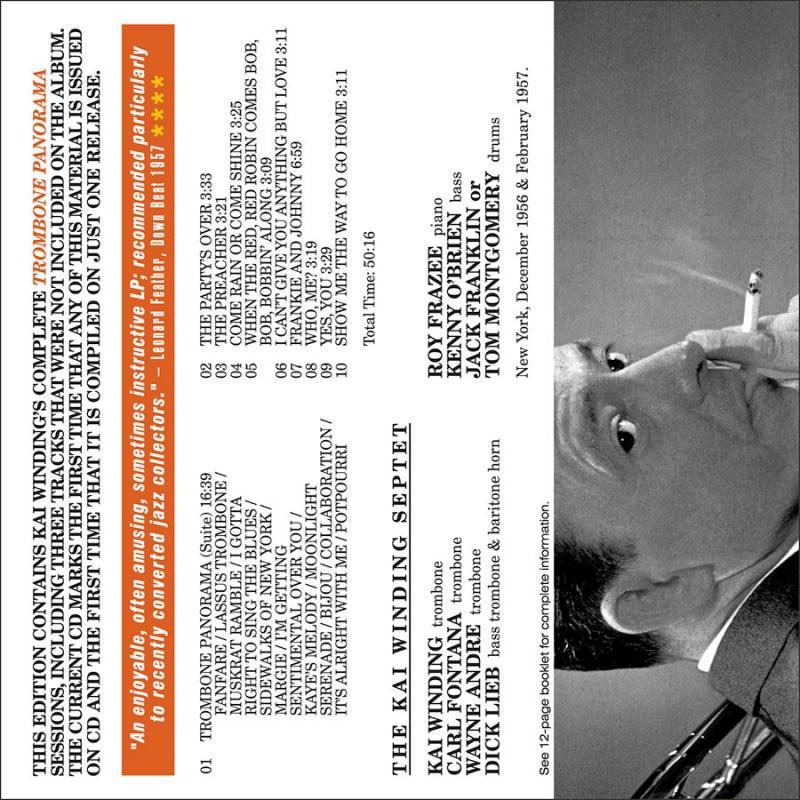 THIS EDITION CONTAINS KAI WINDING'S COMPLETE TROMBONE PANORAMA
SESSIONS, INCLUDING THREE TRACKS THAT WERE NOT INCLUDED ON THE ALBUM.
THE CURRENT CD MARKS THE FIRST TIME THAT ANY OF THIS MATERIAL IS ISSUED
ON CD AND THE FIRST TIME THAT IT IS COMPILED ON JUST ONE RELEASE.
"An enjoyable, often amusing, sometimes instructive LP; recommended particularly
to recently converted jazz collectors." – Leonard Feather, Down Beat 1957 ★★★★
01 TROMBONE PANORAMA (Suite) 16:39
FANFARE / LASSUS TROMBONE /
MUSKRAT RAMBLE / I GOTTA
RIGHT TO SING THE BLUES /
SIDEWALKS OF NEW YORK /
MARGIE / I'M GETTING
SENTIMENTAL OVER YOU /
KAYE'S MELODY / MOONLIGHT
SERENADE / BIJOU / COLLABORATION /
IT'S ALRIGHT WITH ME / POTPOURRI
02 THE PARTY'S OVER 3:33
03 THE PREACHER 3:21
04 COME RAIN OR COME SHINE 3:25
05 WHEN THE RED, RED ROBIN COMES BOB,
BOB, BOBBIN' ALONG 3:09
06 I CAN'T GIVE YOU ANYTHING BUT LOVE 3:11
07 FRANKIE AND JOHNNY 6:59
08 WHO, ME? 3:19
09 YES, YOU 3:29
10 SHOW ME THE WAY TO GO HOME 3:11
Total Time: 50:16
THE KAI WINDING SEPTET
KAI WINDING trombone
CARL FONTANA trombone
WAYNE ANDRE trombone
DICK LIEB bass trombone & baritone horn
ROY FRAZEE piano
KENNY O'BRIEN bass
JACK FRANKLIN or
TOM MONTGOMERY drums
New York, December 1956 & February 1957.
See 12-page booklet for complete information.